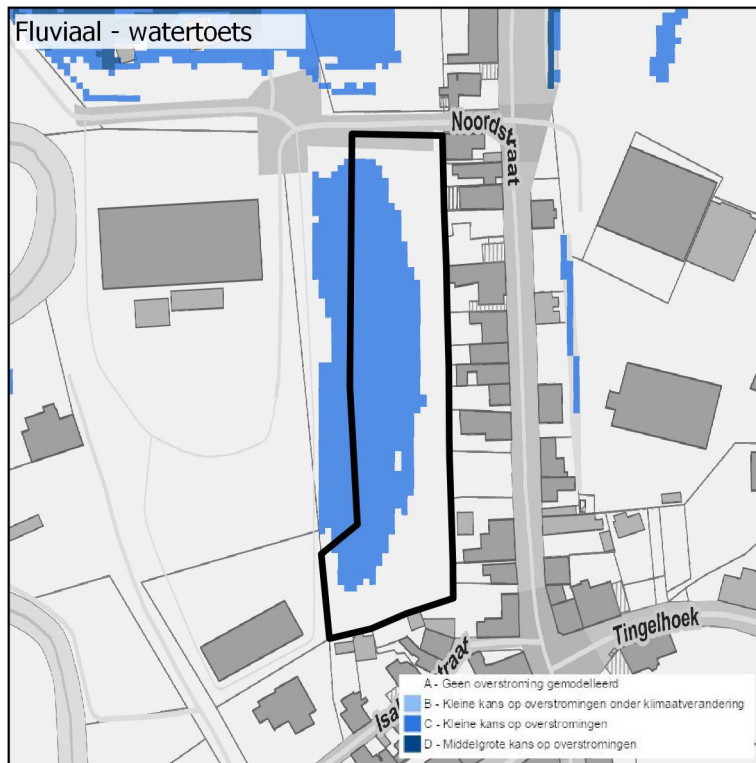 Fluviaal - watertoets
Noordstraat
Tingelhoek
A - Geen overstroming gemodelleerd
B - Kleine kans op overstromingen onder klimaatverandering
C - Kleine kans op overstromingen
D - Middelgrote kans op overstromingen